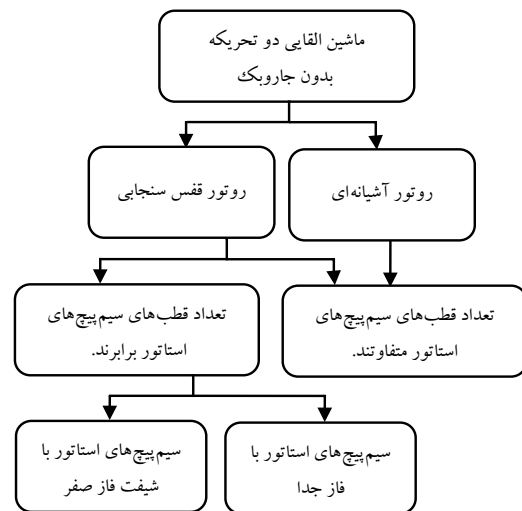 ماشین القایی دو تحریکه
بدون جاروبک
روتور آشیانه‌ای
روتور قفس سنجابی
تعداد قطب‌های سیم‌پیچ‌های
استاتور متفاوتند.
تعداد قطب‌های سیم‌پیچ‌های
استاتور برابرند.
سیم‌پیچ‌های استاتور با
فاز جدا
سیم‌پیچ‌های استاتور با
شیفت فاز صفر